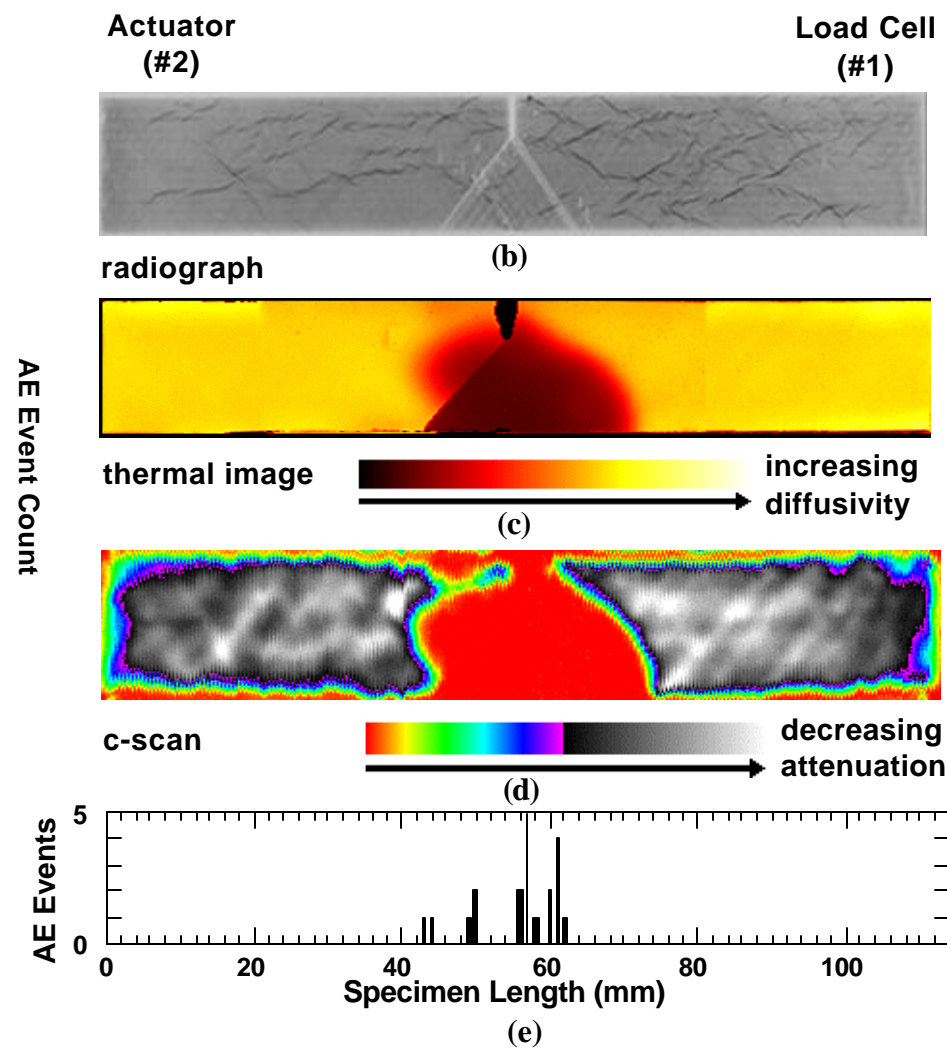 Actuator
(#2)
Load Cell
(#1)
(b)
radiograph
AE Event Count
thermal image
increasing
diffusivity
(c)
c-scan
decreasing
attenuation
(d)
AE Events
5
0
0 20 40 60 80 100
Specimen Length (mm)
(e)